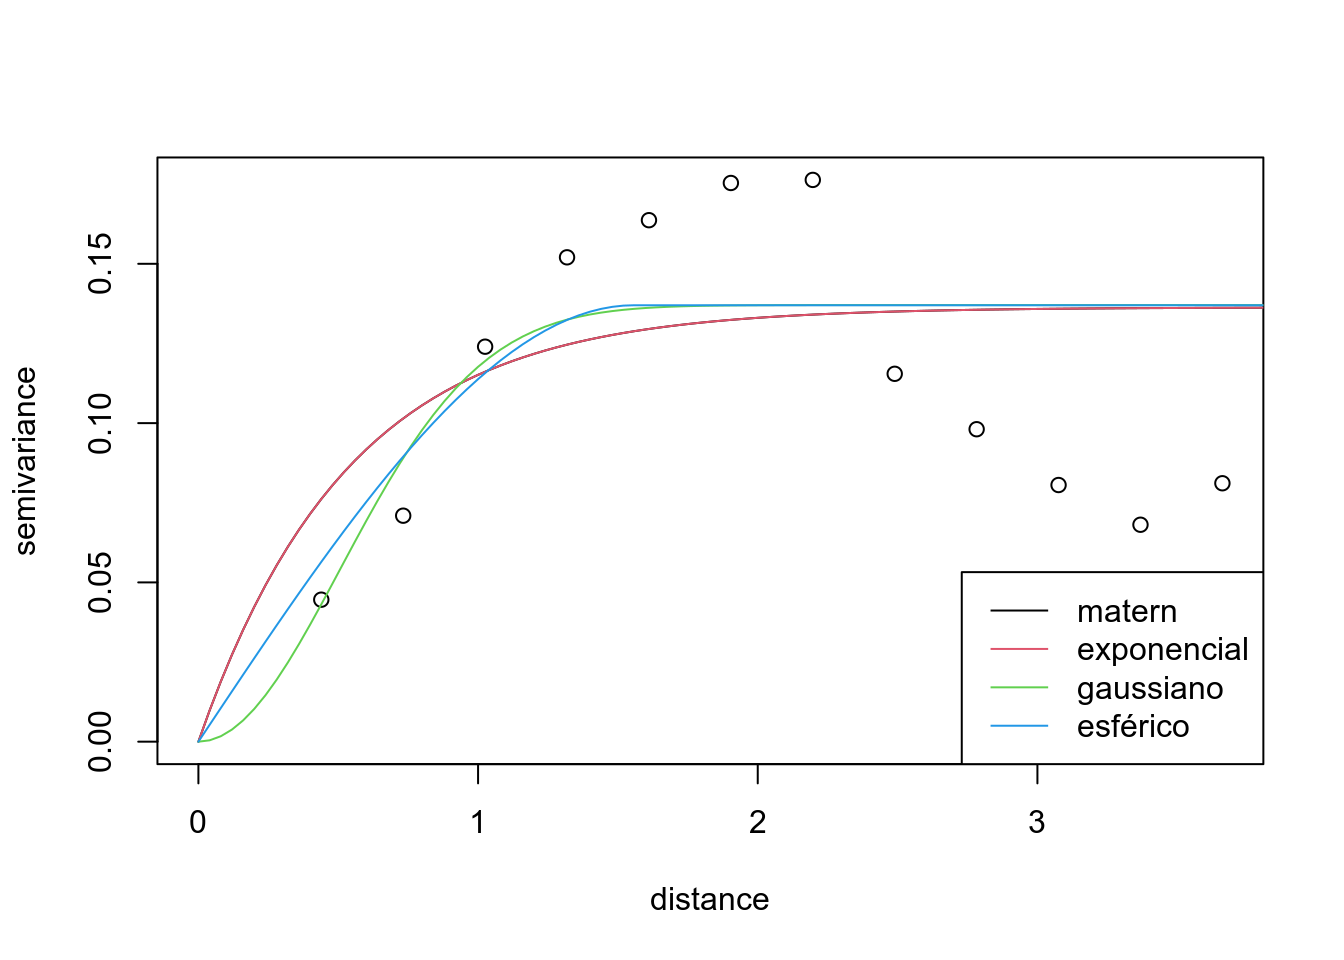 semivariance
0.15
0.10
0.05
0.00
matern
exponencial
gaussiano
esférico
0 1 2 3
distance